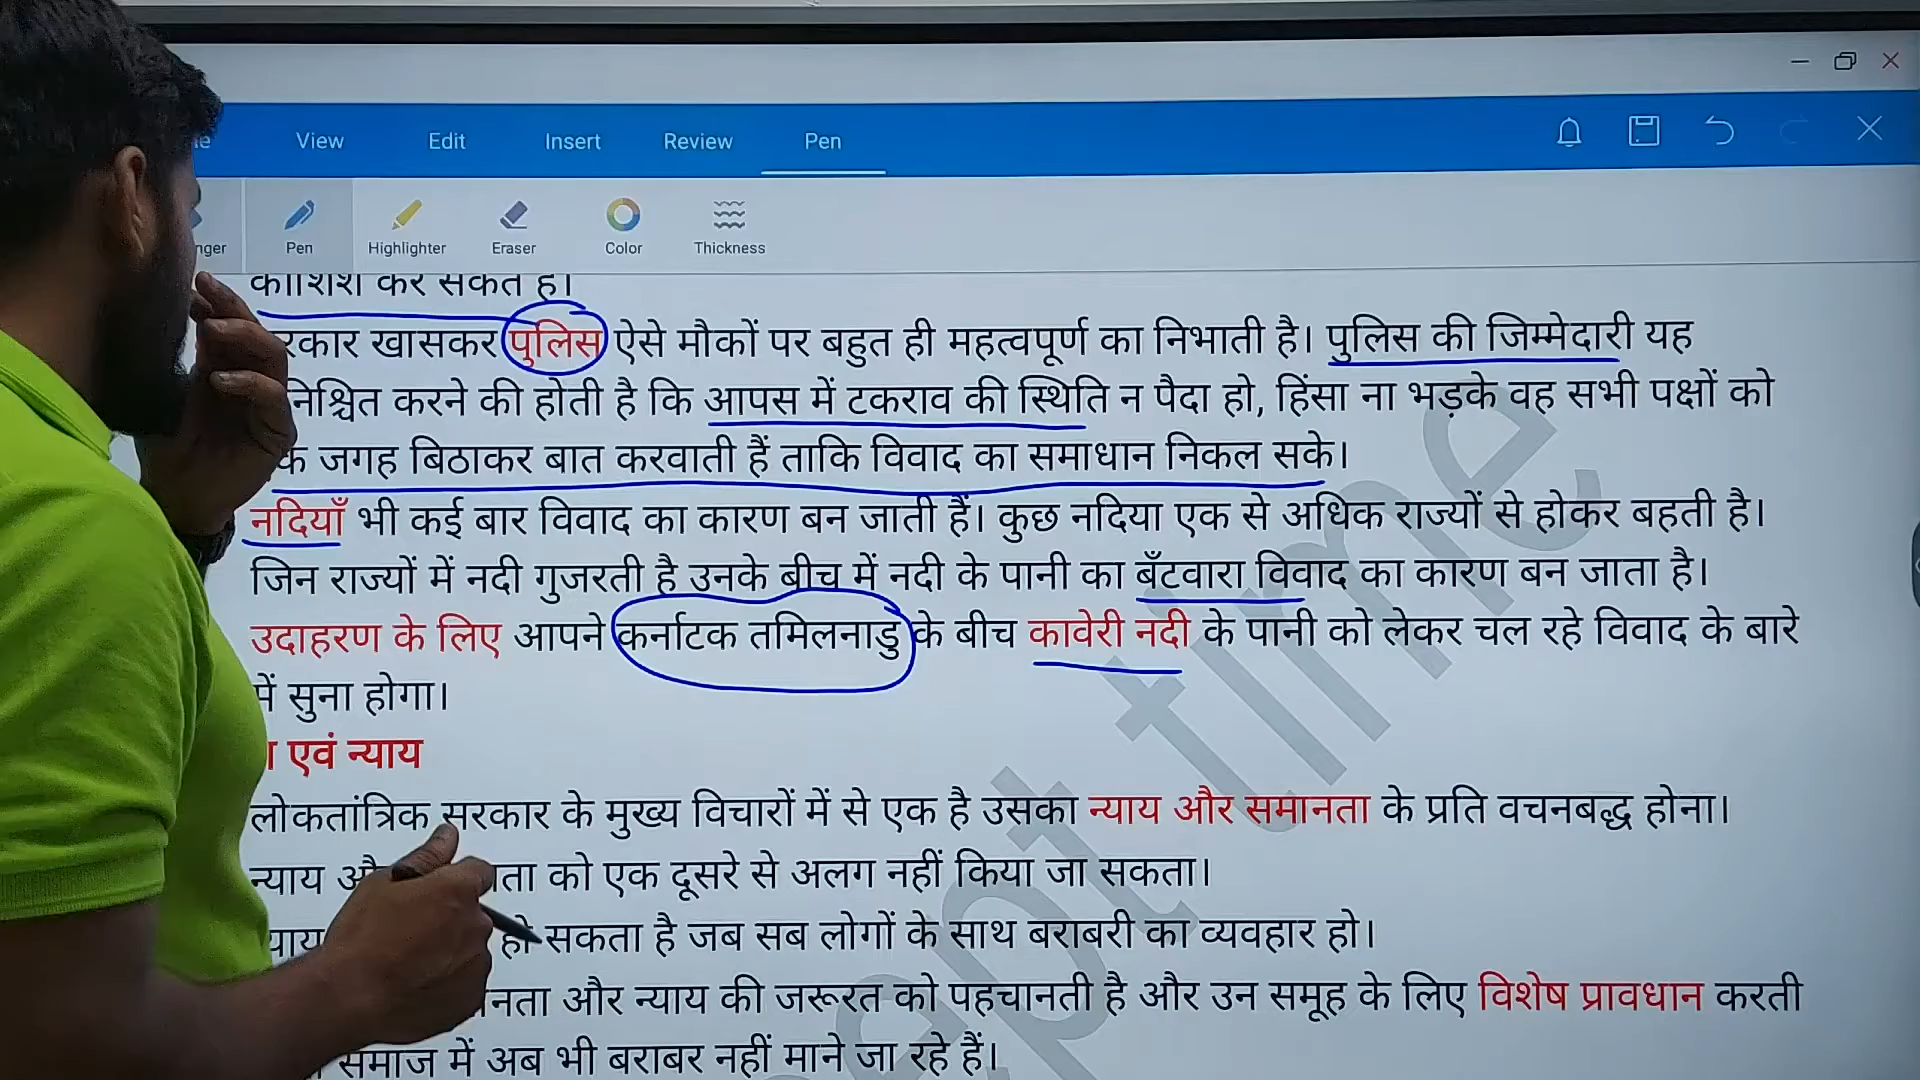 View Edit Insert Review Pen
Pen Highlighter Eraser Color Thickness
कर सकते है।
खासकर पुलिस ऐसे मौकों पर बहुत ही महत्वपूर्ण का निभाती है। पुलिस की जिम्मेदारी यह
करने की होती है कि आपस में टकराव की स्थिति न पैदा हो, हिंसा ना भड़के वह सभी पक्षों को
जगह बिठाकर बात करवाती हैं ताकि विवाद का समाधान निकल सके।
नदियाँ भी कई बार विवाद का कारण बन जाती हैं। कुछ नदिया एक से अधिक राज्यों से होकर बहती है।
जिन राज्यों में नदी गुजरती है उनके बीच में नदी के पानी का बँटवारा विवाद का कारण बन जाता है।
उदाहरण के लिए आपने कर्नाटक तमिलनाडु के बीच कावेरी नदी के पानी को लेकर चल रहे विवाद के बारे
में सुना होगा।
एवं न्याय
लोकतांत्रिक सरकार के मुख्य विचारों में से एक है उसका न्याय और समानता के प्रति वचनबद्ध होना।
न्याय को एक दूसरे से अलग नहीं किया जा सकता।
हो सकता है जब सब लोगों के साथ बराबरी का व्यवहार हो।
और न्याय की जरूरत को पहचानती है और उन समूह के लिए विशेष प्रावधान करती
समाज में अब भी बराबर नहीं माने जा रहे हैं।